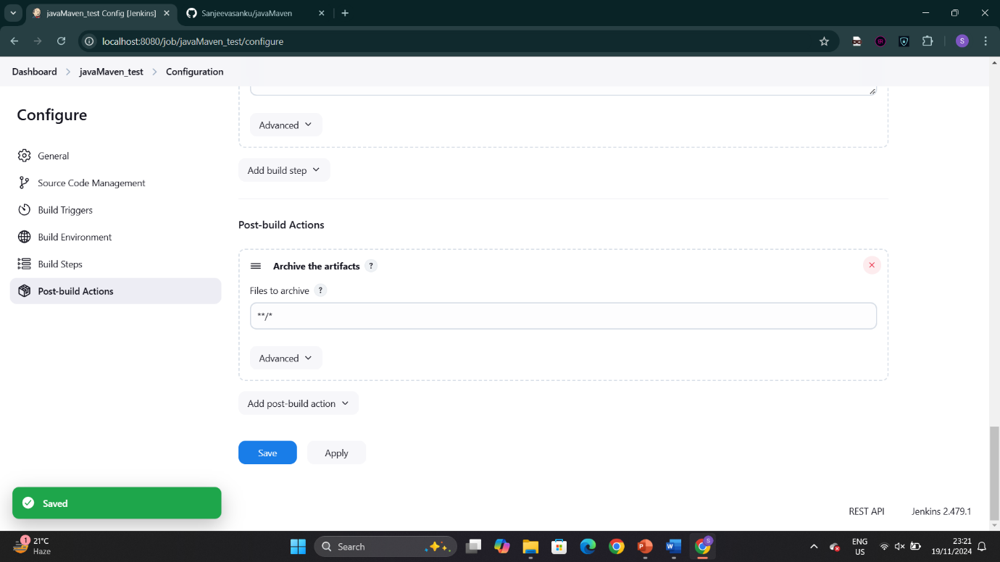 javaMaven_test Config [Jenkins]
Sanjeevasanku/javaMaven
localhost:8080/job/javaMaven_test/configure
S
Dashboard
javaMaven_test
Configuration
Configure
General
Source Code Management
Build Triggers
Build Environment
Build Steps
Post-build Actions
Advanced
Add build step
Post-build Actions
Archive the artifacts ?
Files to archive ?
**/*
Advanced
Add post-build action
Save
Apply
Saved
REST API
Jenkins 2.479.1
1
21°C
Haze
Search
P
W
S
ENG
US
23:21
19/11/2024